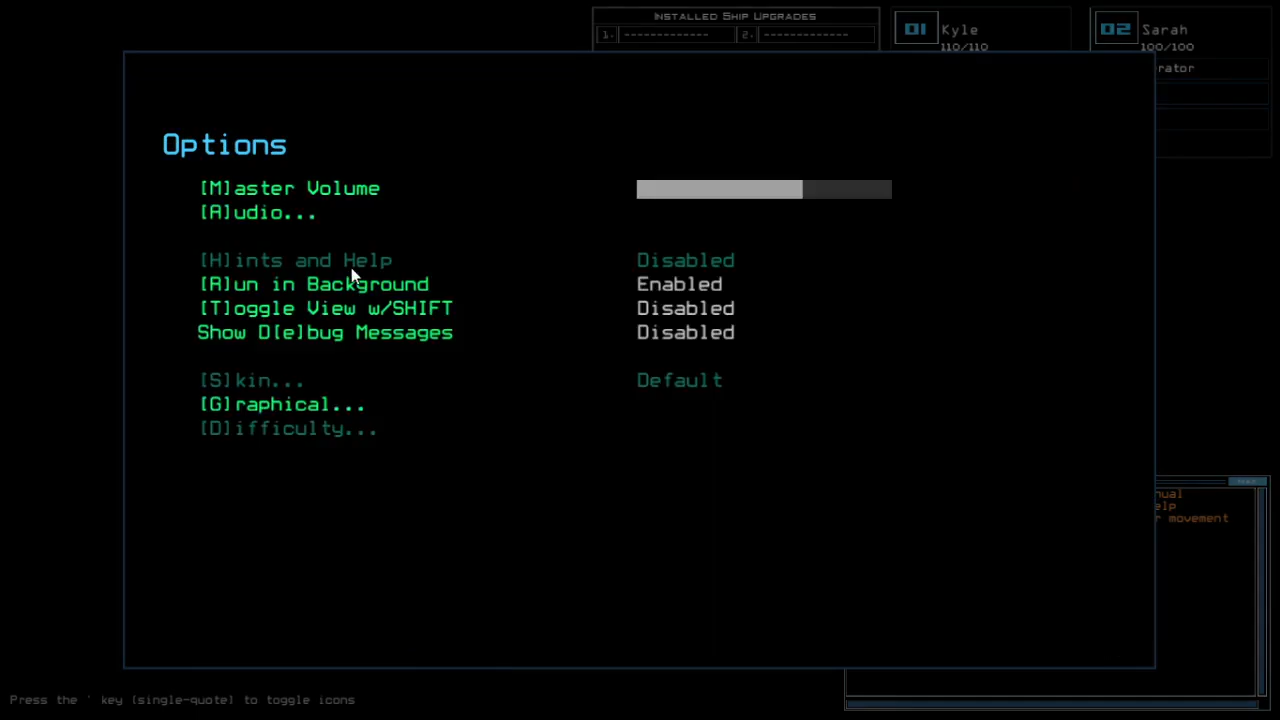 Installed Ship Upgrades
1. ------------- 2. -------------
01 Kyle
110/110
02 Sarah
100/100
rator
Options
[M]aster Volume
[A]udio...
[H]ints and Help Disabled
[R]un in Background Enabled
[T]oggle View w/SHIFT Disabled
Show D[e]bug Messages Disabled
[S]kin... Default
[G]raphical... 
[D]ifficulty...
nual
elp
r movement
Press the ' key (single-quote) to toggle icons